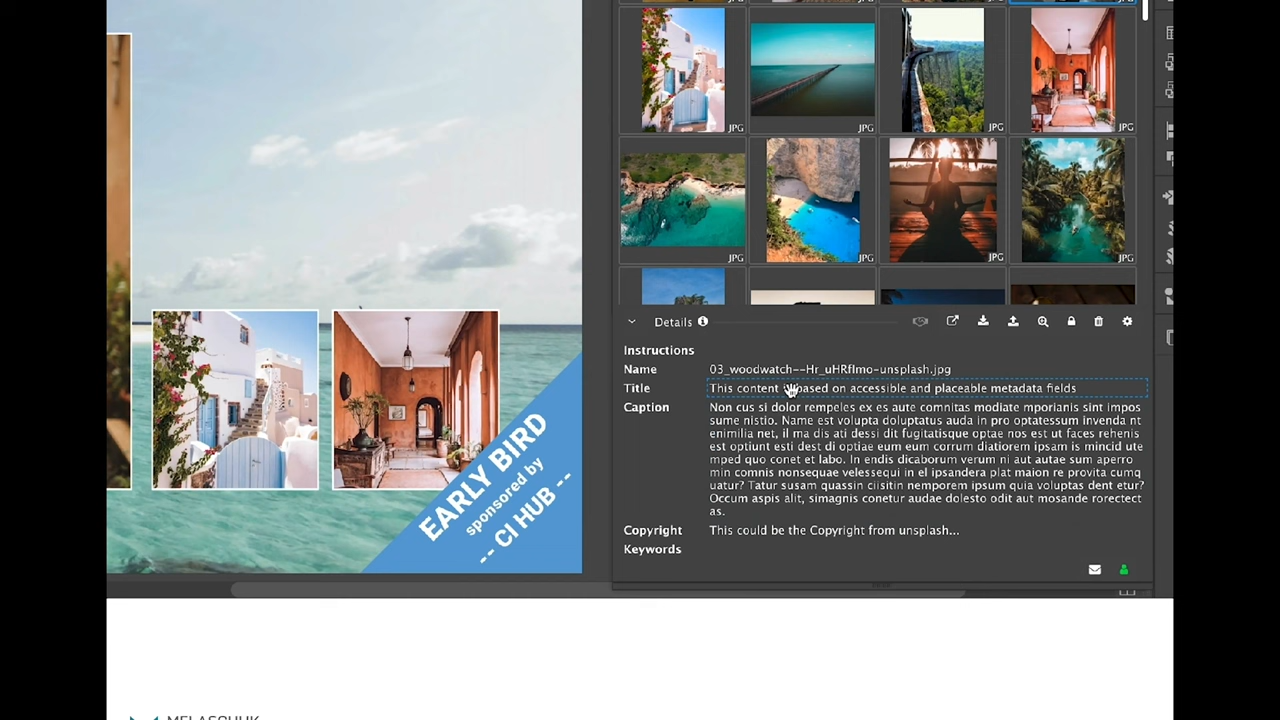 JPG
JPG
JPG
JPG
JPG
JPG
JPG
JPG
Details
Instructions
Name 03_woodwatch--Hr_uHRfImo-unsplash.jpg
Title This content based on accessible and placeable metadata fields
Caption Non cus si dolor rempeles ex es aute comnitas modiate mporianis sint impos
sume nistio. Name est volupta doluptatus auda in pro optatessum invenda nt
enimilia net, il ma dis ati dessi dit fugitatisque optae nos est ut faces rehenis
est optiunt esti dest di optiae eum eum corrum diatiorem ipsam is mincid ute
mped quo conet et labo. In endis dicaborum verum ni aut autae sum aperro
min comnis nonsequae velessequi in el ipsandera plat maion re provita cumq
uatur? Tatur susam quassin ciisitin nemporem ipsum quia voluptas dent etur?
Occum aspis alit, simagnis conetur audae dolesto odit aut mosande rorectect
as.
Copyright This could be the Copyright from unsplash...
Keywords
EARLY BIRD
sponsored by
-- CI HUB --